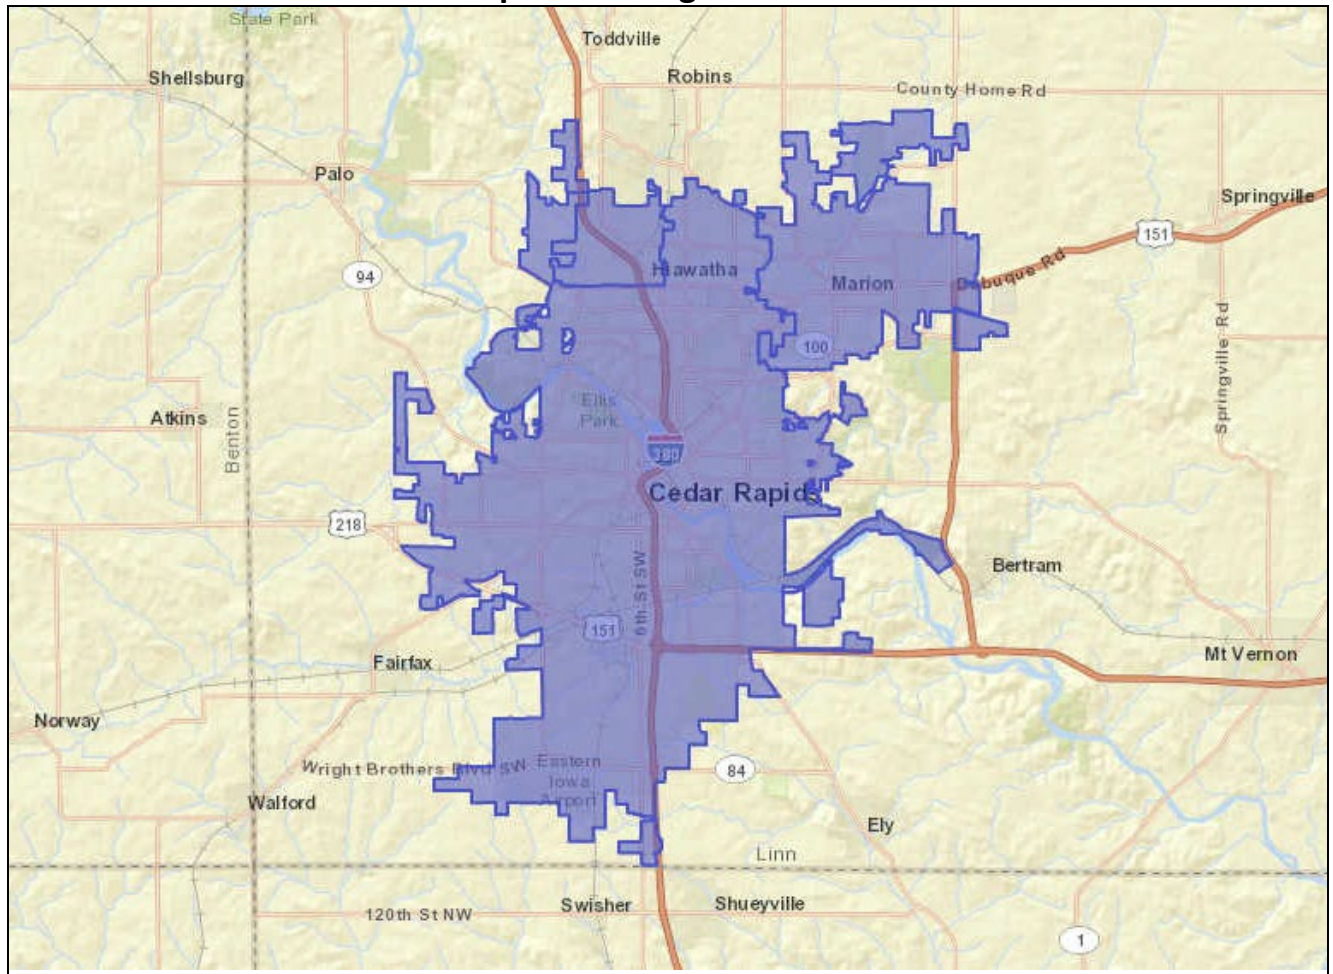 State Park
Toddville
Shellsburg
Robins
County Home Rd
Palo
Springville
151
94
Hiawatha
Marion
Dubuque Rd
100
Springville Rd
Ellis
Park
Atkins
Benton
380
Cedar Rapids
218
6th St SW
Bertram
151
Fairfax
Mt Vernon
Norway
Wright Brothers Blvd SW
Eastern
Iowa
Airport
84
Walford
Ely
Linn
Swisher
Shueyville
120th St NW
1